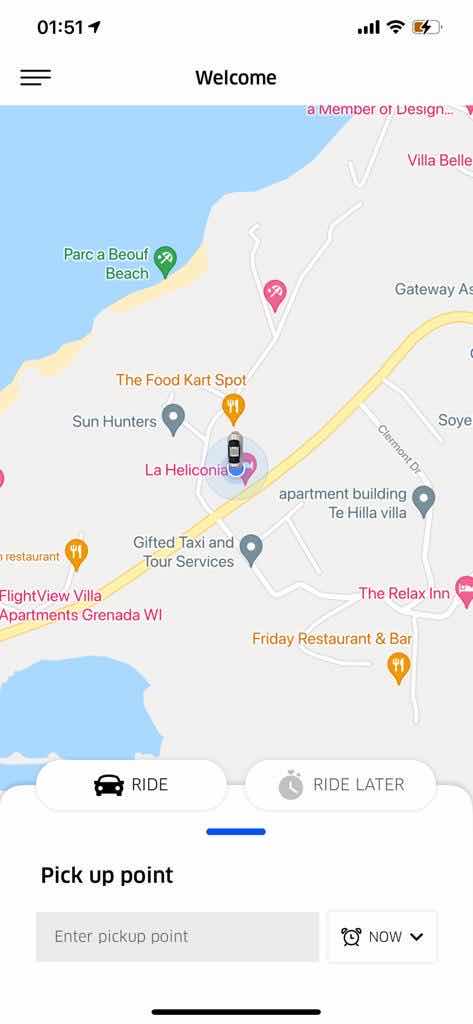 01:51
Welcome
a Member of Design...
Villa Belle
Parc a Beouf
Beach
Gateway As
The Food Kart Spot
Sun Hunters
Soye
Clermont Dr
La Heliconia
apartment building
Te Hilla villa
Gifted Taxi and
Tour Services
restaurant
FlightView Villa
Apartments Grenada WI
The Relax Inn
Friday Restaurant & Bar
RIDE
RIDE LATER
Pick up point
Enter pickup point
NOW